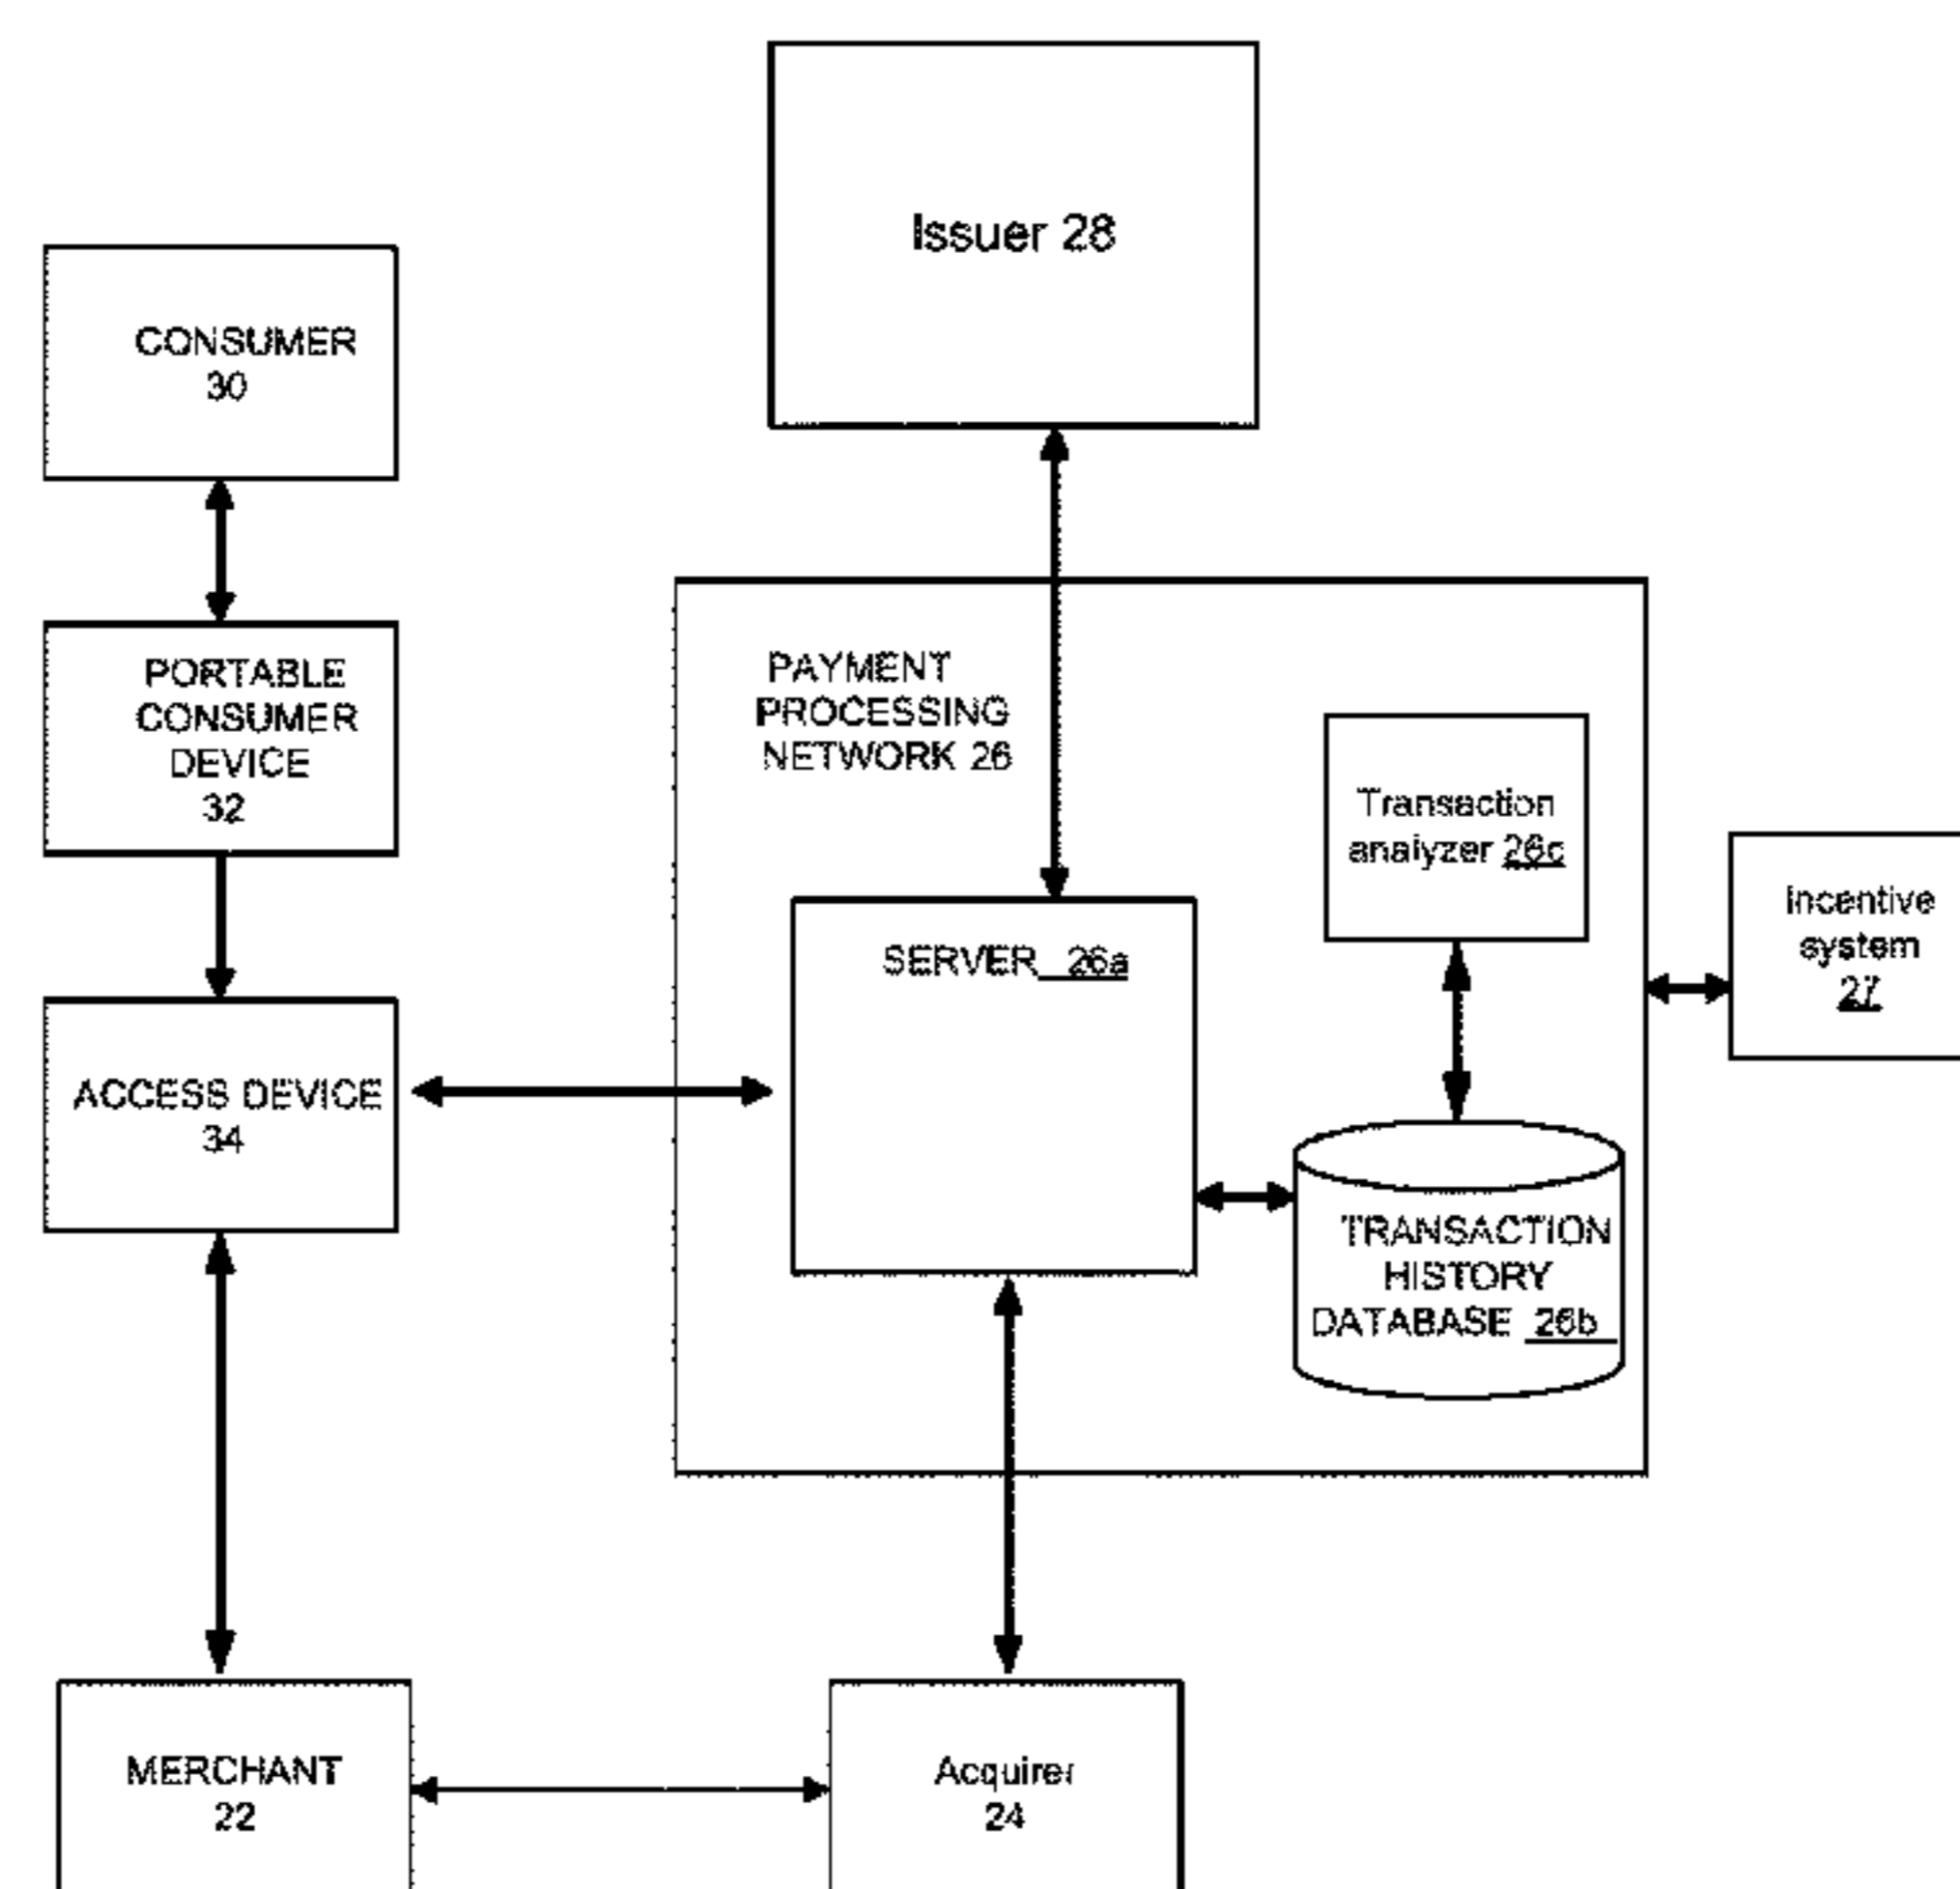 Issuer 28
CONSUMER
30
PORTABLE
CONSUMER
DEVICE
32
PAYMENT
PROCESSING
NETWORK 26
Transaction
analyzer 26c
Incentive
system
27
SERVER 26a
ACCESS DEVICE
34
TRANSACTION
HISTORY
DATABASE 26b
MERCHANT
22
Acquirer
24